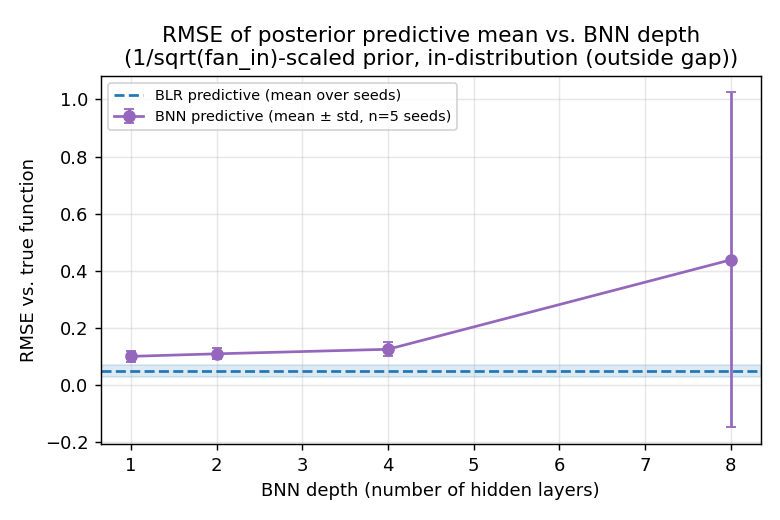 RMSE of posterior predictive mean vs. BNN depth
(1/sqrt(fan_in)-scaled prior, in-distribution (outside gap))
BLR predictive (mean over seeds)
BNN predictive (mean ± std, n=5 seeds)
RMSE vs. true function
1.0
0.8
0.6
0.4
0.2
0.0
−0.2
1 2 3 4 5 6 7 8
BNN depth (number of hidden layers)